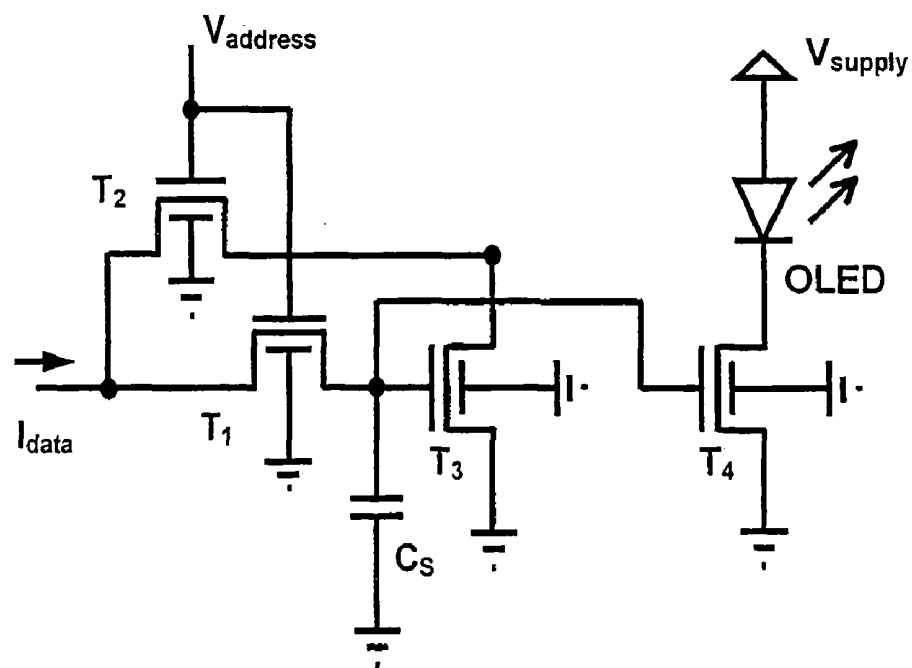 Vaddress
Vsupply
T2
OLED
Idata
T1
T3
T4
CS